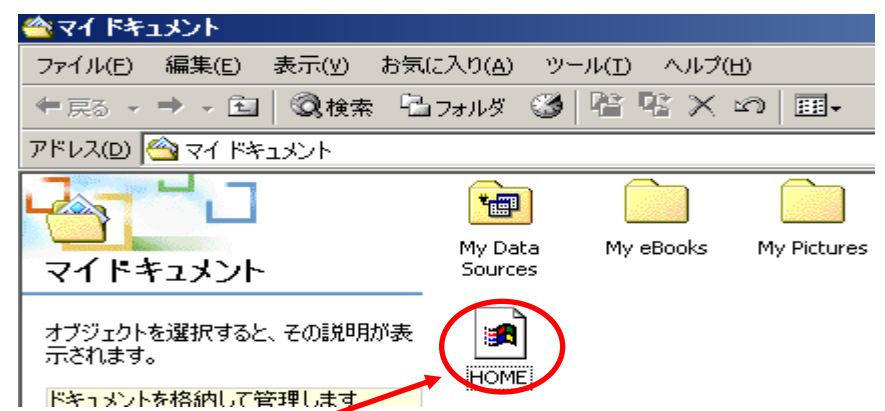 マイ ドキュメント
ファイル(F) 編集(E) 表示(V) お気に入り(A) ツール(T) ヘルプ(H)
戻る 検索 フォルダ
アドレス(D) マイ ドキュメント
My Data Sources
My eBooks
My Pictures
マイ ドキュメント
オブジェクトを選択すると、その説明が表
示されます。
HOME
ドキュメントを格納して管理します